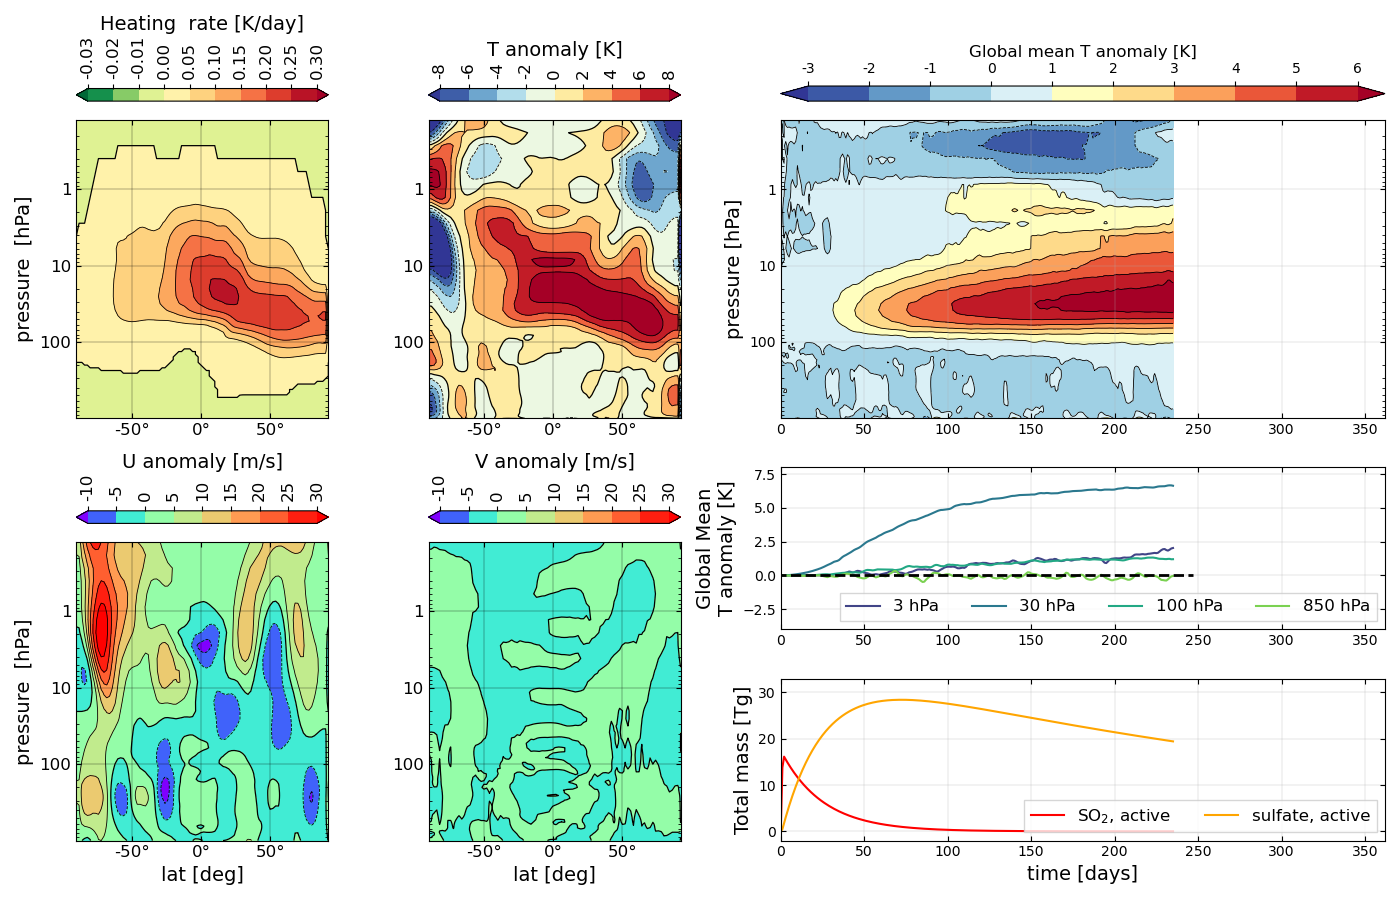 Heating  rate [K/day]
-0.03 -0.02 -0.01 0.00 0.05 0.10 0.15 0.20 0.25 0.30
pressure  [hPa]
1
10
100
-50° 0° 50°
T anomaly [K]
-8 -6 -4 -2 0 2 4 6 8
1
10
100
-50° 0° 50°
Global mean T anomaly [K]
-3 -2 -1 0 1 2 3 4 5 6
pressure  [hPa]
1
10
100
0 50 100 150 200 250 300 350
U anomaly [m/s]
-10 -5 0 5 10 15 20 25 30
pressure  [hPa]
1
10
100
-50° 0° 50°
lat [deg]
V anomaly [m/s]
-10 -5 0 5 10 15 20 25 30
1
10
100
-50° 0° 50°
lat [deg]
Global Mean
T anomaly [K]
7.5
5.0
2.5
0.0
−2.5
3 hPa 30 hPa 100 hPa 850 hPa
0 50 100 150 200 250 300 350
Total mass [Tg]
30
20
10
0
SO₂, active sulfate, active
0 50 100 150 200 250 300 350
time [days]